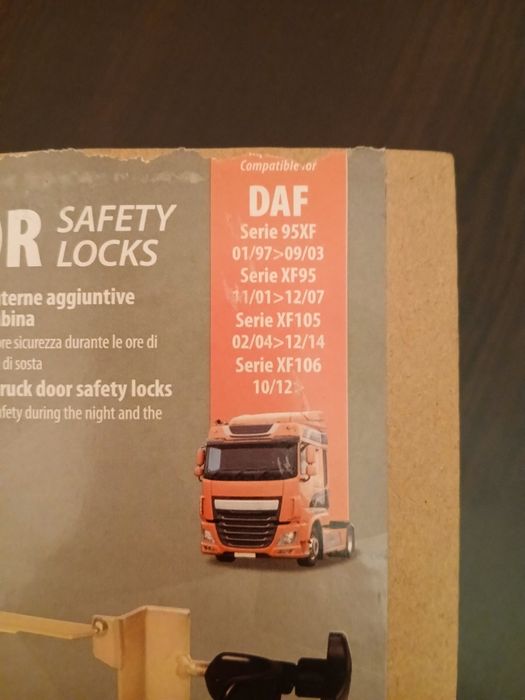 Compatible for
DAF
Serie 95XF
01/97>09/03
Serie XF95
11/01>12/07
Serie XF105
02/04>12/14
Serie XF106
10/12>
OR SAFETY
LOCKS
nterne aggiuntive
abina
ore sicurezza durante le ore di
di sosta
truck door safety locks
afety during the night and the